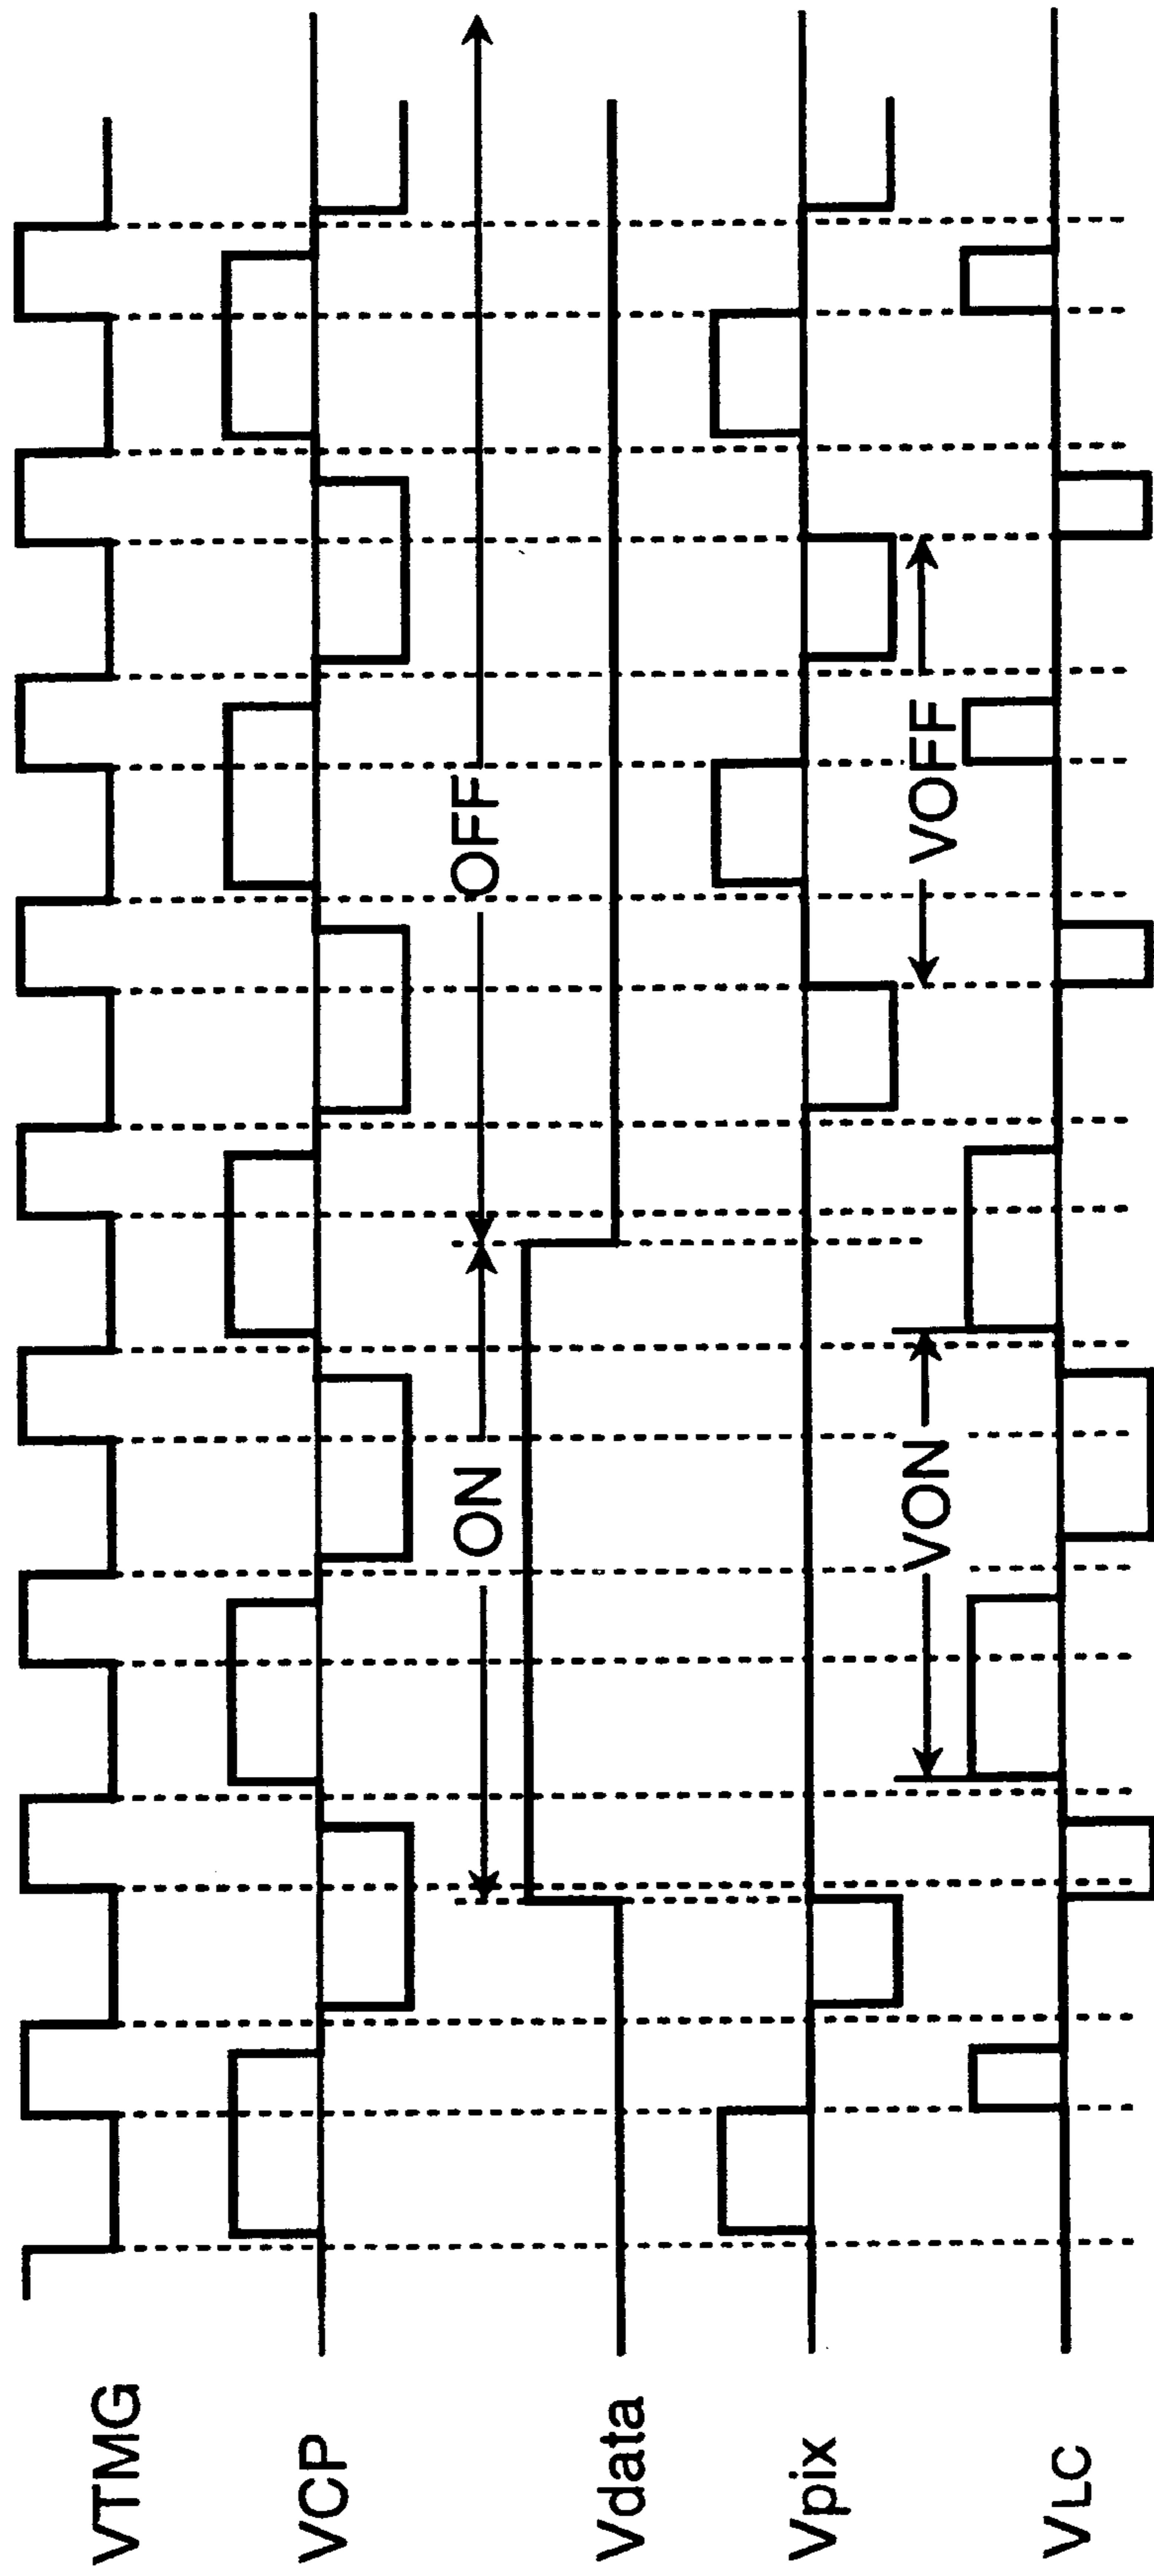 VTMG
VCP
ON
OFF
Vdata
Vpix
VON
VOFF
VLC